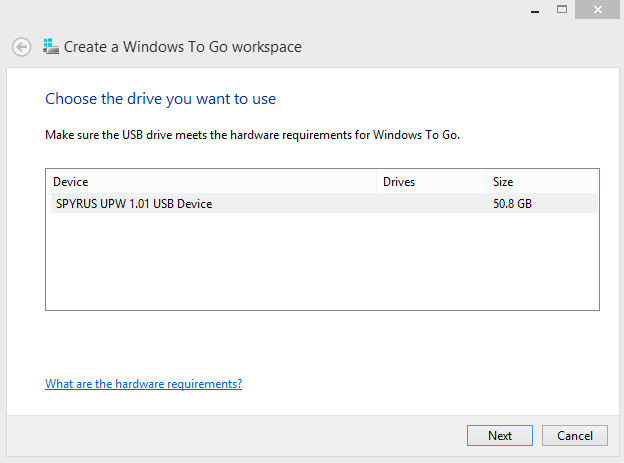 Create a Windows To Go workspace
Choose the drive you want to use
Make sure the USB drive meets the hardware requirements for Windows To Go.
Device Drives Size
SPYRUS UPW 1.01 USB Device 50.8 GB
What are the hardware requirements?
Next Cancel